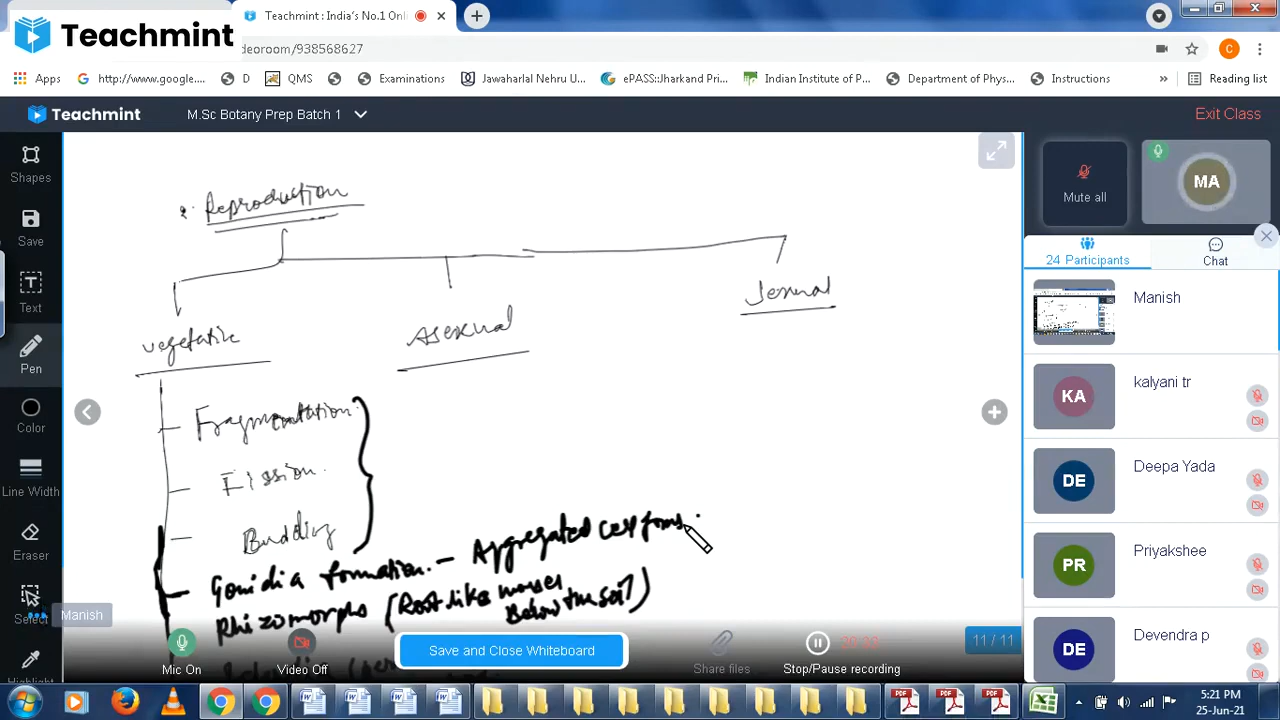 Teachmint
Teachmint : India's No.1 Onl
deoroom/938568627
Apps
http://www.google....
D
QMS
Examinations
Jawaharlal Nehru U...
ePASS::Jharkand Pri...
Indian Institute of P...
Department of Phys...
Instructions
»
Reading list
Teachmint
M.Sc Botany Prep Batch 1
Exit Class
Shapes
Save
Text
Pen
Color
Line Width
Eraser
Select
Highlight
Reproduction
vegetative
Asexual
Sexual
Fragmentation
Fission
Budding
Gonidia formation - Aggregated cell forms
Rhizomorphs (Root like masses
Below the soil)
Mute all
MA
24 Participants
Chat
Manish
KA
kalyani tr
DE
Deepa Yada
PR
Priyakshee
DE
Devendra p
Manish
Mic On
Video Off
Save and Close Whiteboard
Share files
Stop/Pause recording
11 / 11
5:21 PM
25-Jun-21